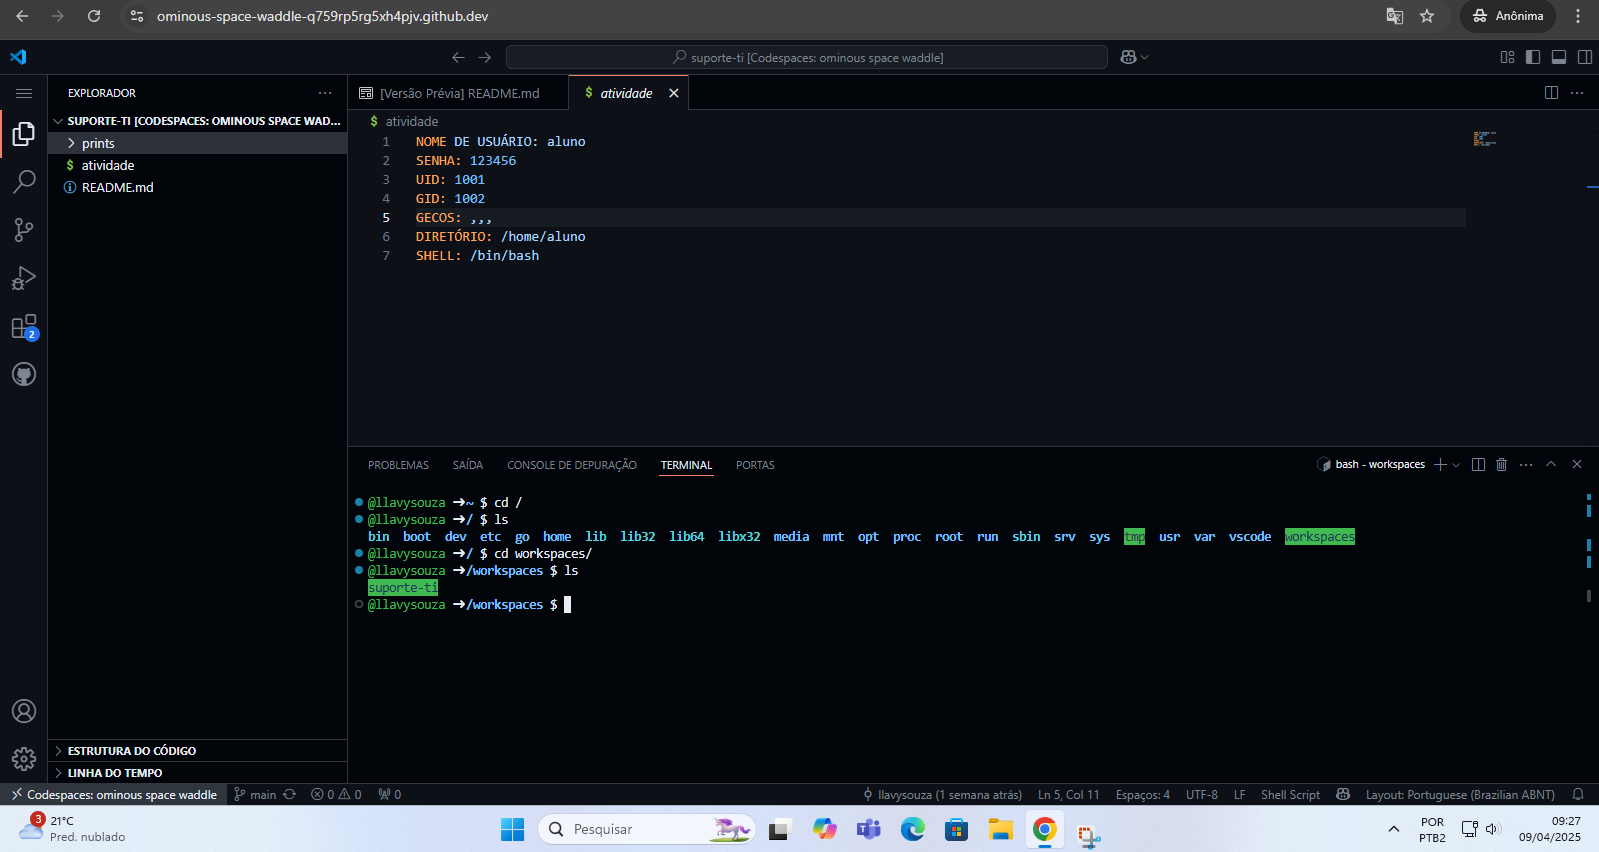 ominous-space-waddle-q759rp5rg5xh4pjv.github.dev
Anônima
suporte-ti [Codespaces: ominous space waddle]
EXPLORADOR
SUPORTE-TI [CODESPACES: OMINOUS SPACE WAD...
prints
$ atividade
README.md
[Versão Prévia] README.md
$ atividade
$ atividade
1 NOME DE USUÁRIO: aluno
2 SENHA: 123456
3 UID: 1001
4 GID: 1002
5 GECOS: ,,,
6 DIRETÓRIO: /home/aluno
7 SHELL: /bin/bash
2
PROBLEMAS SAÍDA CONSOLE DE DEPURAÇÃO TERMINAL PORTAS
bash - workspaces
@llavysouza ➜~ $ cd /
@llavysouza ➜/ $ ls
bin boot dev etc go home lib lib32 lib64 libx32 media mnt opt proc root run sbin srv sys tmp usr var vscode workspaces
@llavysouza ➜/ $ cd workspaces/
@llavysouza ➜/workspaces $ ls
suporte-ti
@llavysouza ➜/workspaces $
ESTRUTURA DO CÓDIGO
LINHA DO TEMPO
Codespaces: ominous space waddle main 0 0 0 llavysouza (1 semana atrás) Ln 5, Col 11 Espaços: 4 UTF-8 LF Shell Script Layout: Portuguese (Brazilian ABNT)
3
21°C
Pred. nublado
Pesquisar
POR
PTB2
09:27
09/04/2025